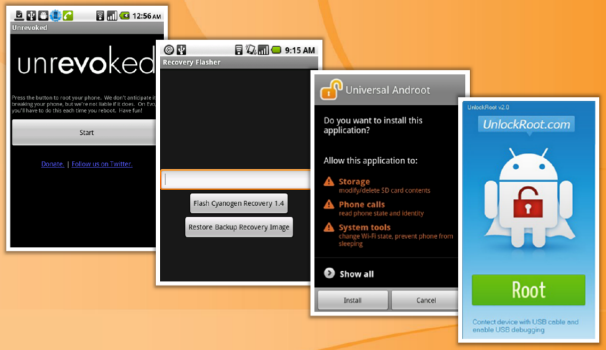 12:56 AM
Unrevoked
unrevoked
Press the button to root your phone. We don't anticipate it
breaking your phone, but we're not liable if it does. On
you'll have to do this each time you reboot. Have fun!
Start
Donate. | Follow us on Twitter.
9:15 AM
Recovery Flasher
Flash Cyanogen Recovery 1.4
Restore Backup Recovery Image
Universal Androot
Do you want to install this
application?
Allow this application to:
Storage
modify/delete SD card contents
Phone calls
read phone state and identity
System tools
change Wi-Fi state, prevent phone from
sleeping
Show all
Install Cancel
UnlockRoot v2.0
UnlockRoot.com
Root
device with USB cable and
enable USB debugging